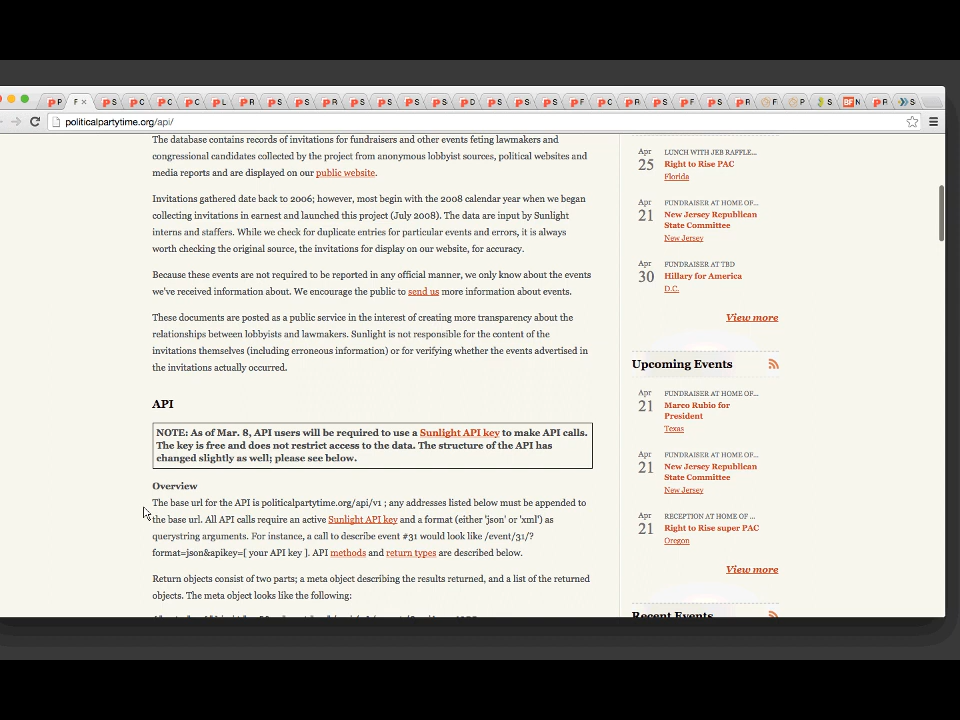 P F × S C C C L R S S R S S S D S S S F C R S F S R F P S BF N R S
politicalpartytime.org/api/
The database contains records of invitations for fundraisers and other events feting lawmakers and
congressional candidates collected by the project from anonymous lobbyist sources, political websites and
media reports and are displayed on our public website.
Invitations gathered date back to 2006; however, most begin with the 2008 calendar year when we began
collecting invitations in earnest and launched this project (July 2008). The data are input by Sunlight
interns and staffers. While we check for duplicate entries for particular events and errors, it is always
worth checking the original source, the invitations for display on our website, for accuracy.
Because these events are not required to be reported in any official manner, we only know about the events
we've received information about. We encourage the public to send us more information about events.
These documents are posted as a public service in the interest of creating more transparency about the
relationships between lobbyists and lawmakers. Sunlight is not responsible for the content of the
invitations themselves (including erroneous information) or for verifying whether the events advertised in
the invitations actually occurred.
API
NOTE: As of Mar. 8, API users will be required to use a Sunlight API key to make API calls.
The key is free and does not restrict access to the data. The structure of the API has
changed slightly as well; please see below.
Overview
The base url for the API is politicalpartytime.org/api/v1 ; any addresses listed below must be appended to
the base url. All API calls require an active Sunlight API key and a format (either 'json' or 'xml') as
querystring arguments. For instance, a call to describe event #31 would look like /event/31/?
format=json&apikey=[ your API key ]. API methods and return types are described below.
Return objects consist of two parts; a meta object describing the results returned, and a list of the returned
objects. The meta object looks like the following:
Apr
25
LUNCH WITH JEB RAFFLE...
Right to Rise PAC
Florida
Apr
21
FUNDRAISER AT HOME OF...
New Jersey Republican
State Committee
New Jersey
Apr
30
FUNDRAISER AT TBD
Hillary for America
D.C.
View more
Upcoming Events
Apr
21
FUNDRAISER AT HOME OF...
Marco Rubio for
President
Texas
Apr
21
FUNDRAISER AT HOME OF...
New Jersey Republican
State Committee
New Jersey
Apr
21
RECEPTION AT HOME OF...
Right to Rise super PAC
Oregon
View more
Recent Events